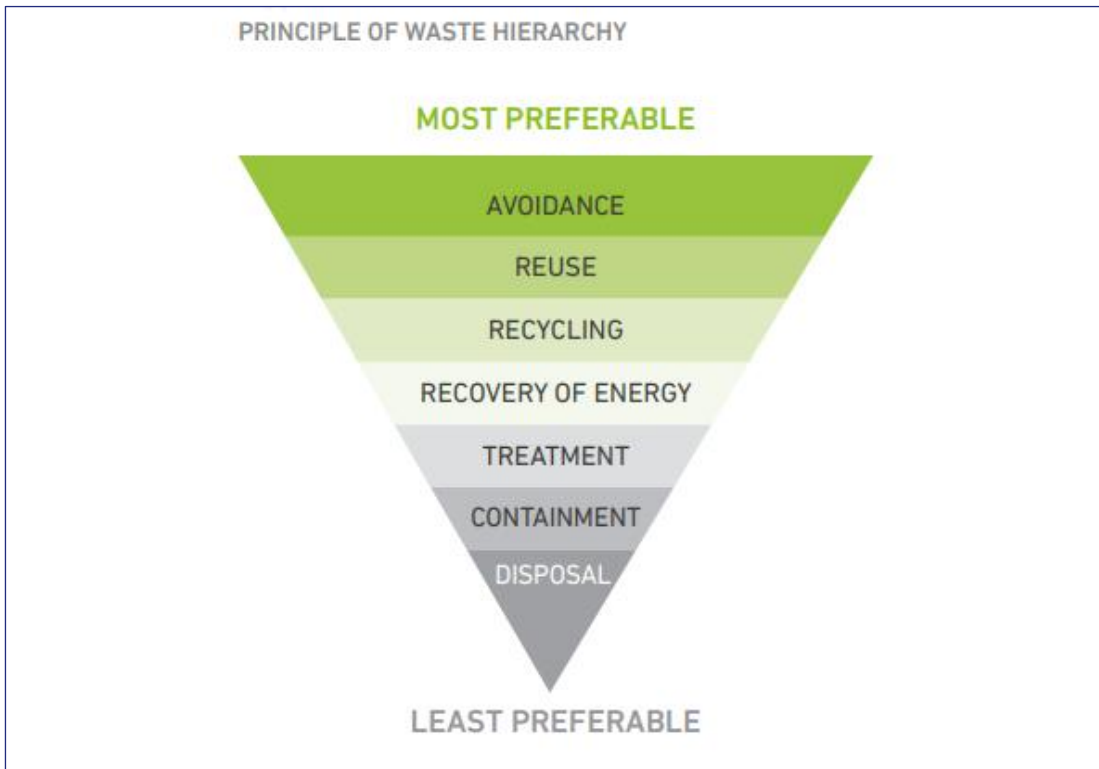 PRINCIPLE OF WASTE HIERARCHY
MOST PREFERABLE
AVOIDANCE
REUSE
RECYCLING
RECOVERY OF ENERGY
TREATMENT
CONTAINMENT
DISPOSAL
LEAST PREFERABLE